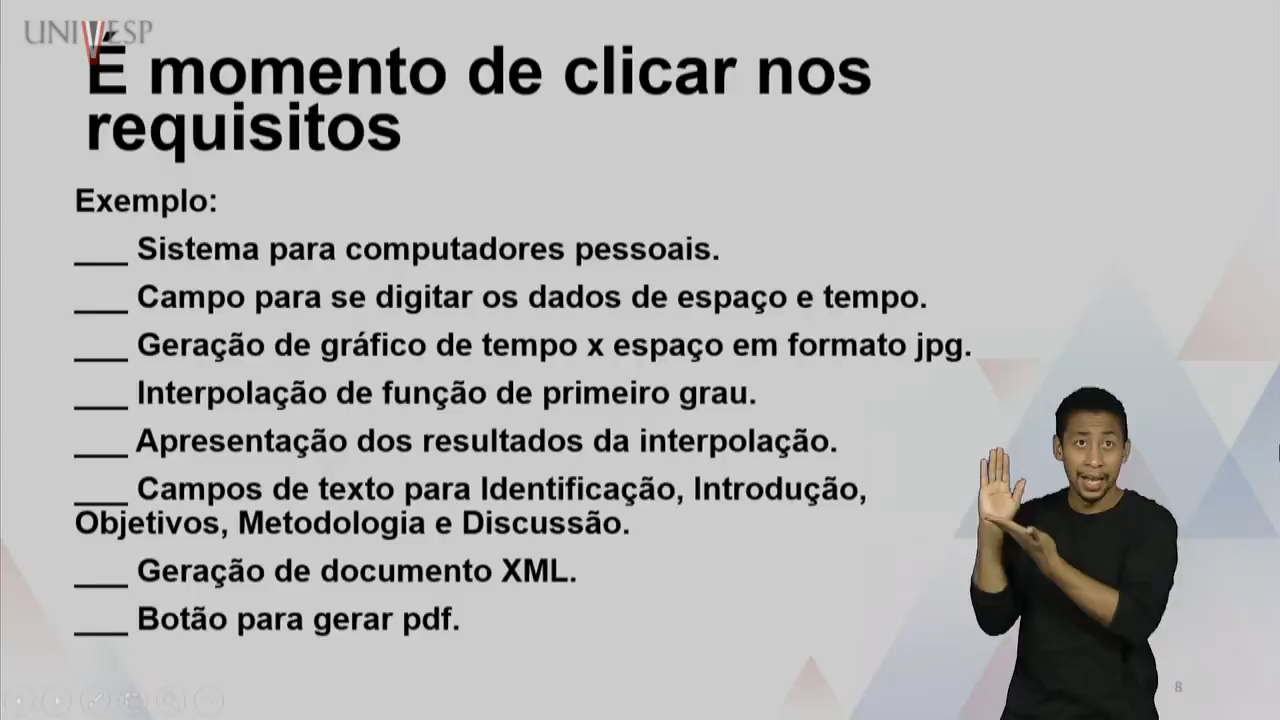 UNIVESP
É momento de clicar nos
requisitos
Exemplo:
___ Sistema para computadores pessoais.
___ Campo para se digitar os dados de espaço e tempo.
___ Geração de gráfico de tempo x espaço em formato jpg.
___ Interpolação de função de primeiro grau.
___ Apresentação dos resultados da interpolação.
___ Campos de texto para Identificação, Introdução,
Objetivos, Metodologia e Discussão.
___ Geração de documento XML.
___ Botão para gerar pdf.
8